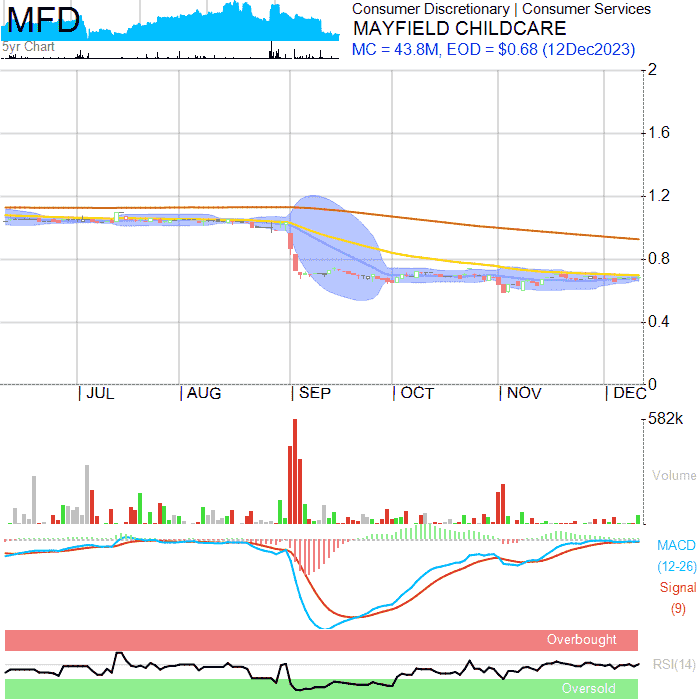 MFD
5yr Chart
Consumer Discretionary | Consumer Services
MAYFIELD CHILDCARE
MC = 43.8M, EOD = $0.68 (12Dec2023)
2
1.6
1.2
0.8
0.4
0
JUL
AUG
SEP
OCT
NOV
DEC
582k
Volume
MACD
(12-26)
Signal
(9)
Overbought
RSI(14)
Oversold